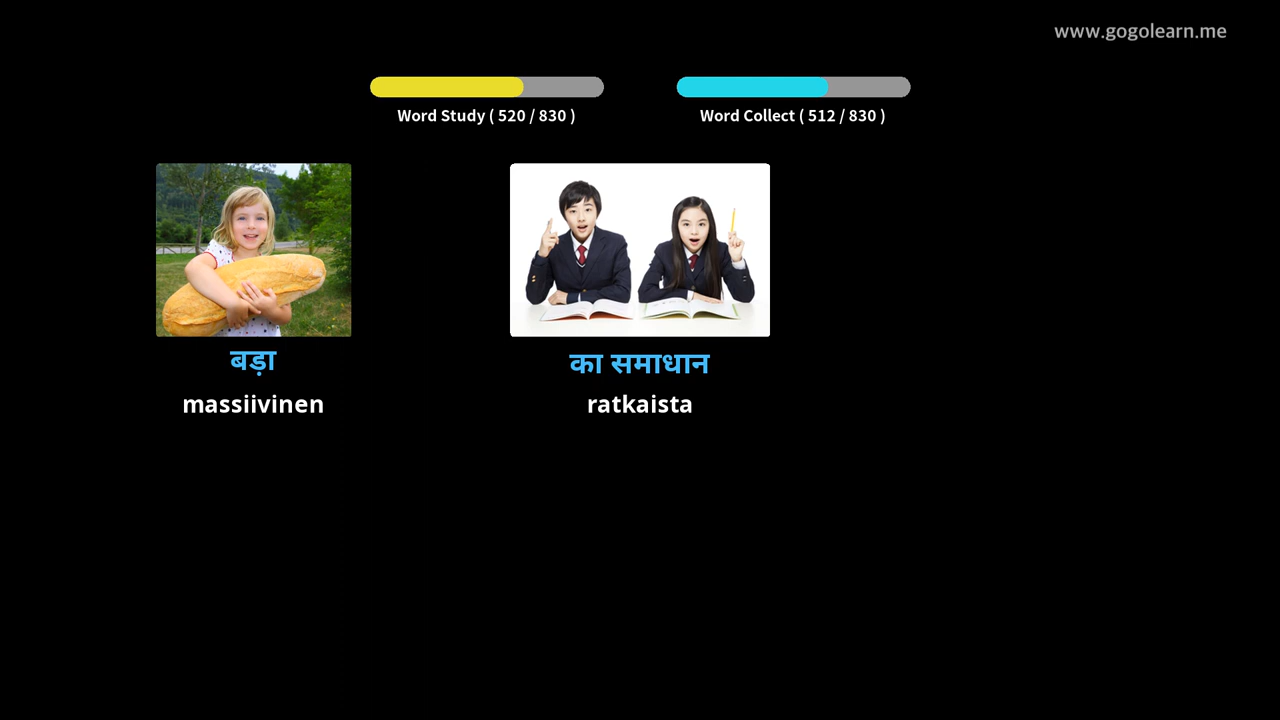 www.gogolearn.me
Word Study ( 520 / 830 )
Word Collect ( 512 / 830 )
बड़ा
massiivinen
का समाधान
ratkaista